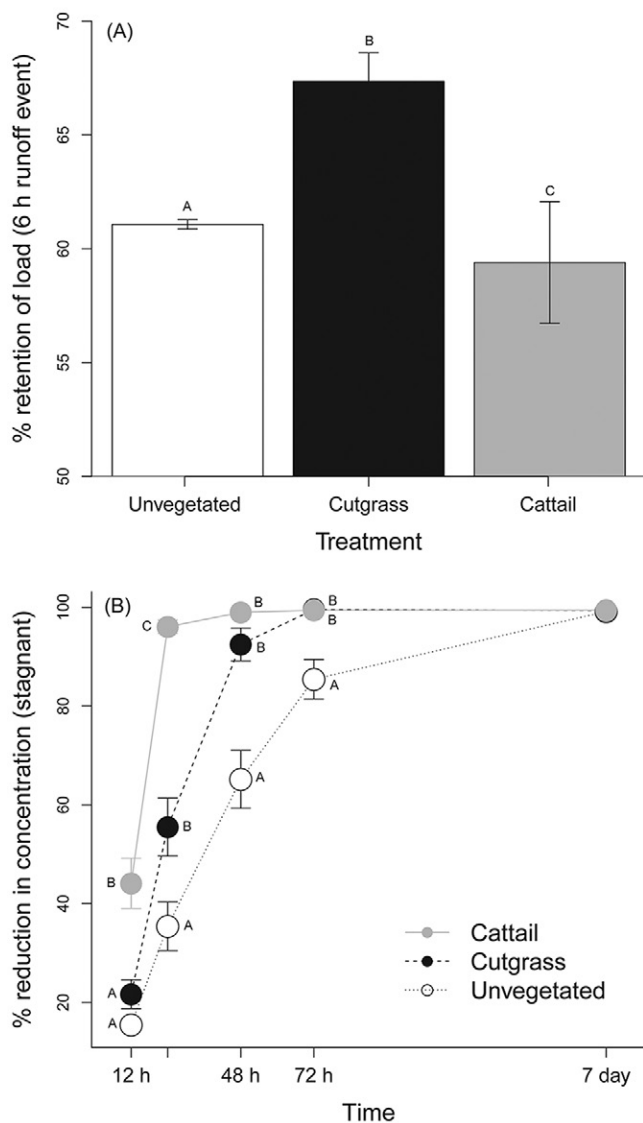 (A)
% retention of load (6 h runoff event)
70
65
60
55
50
A
B
C
Unvegetated Cutgrass Cattail
Treatment
(B)
% reduction in concentration (stagnant)
100
80
60
40
20
B
A
A
C
B
A
B
B
A
B
B
A
Cattail
Cutgrass
Unvegetated
12 h 48 h 72 h 7 day
Time